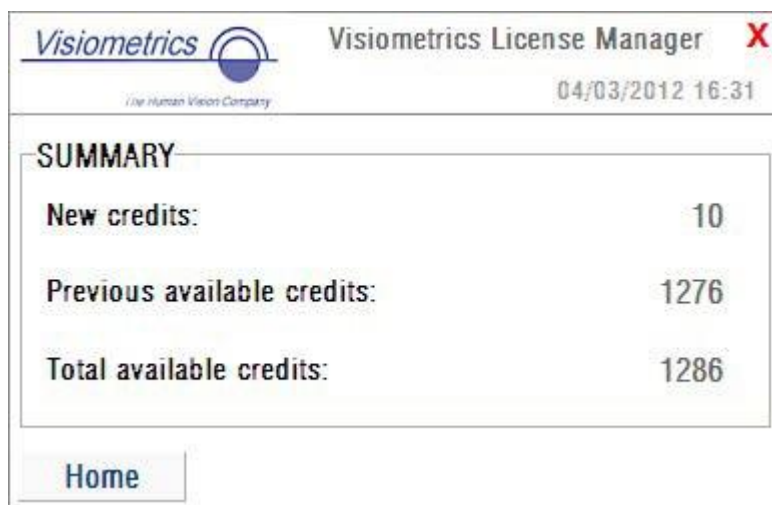 Visiometrics
The Human Vision Company
Visiometrics License Manager X
04/03/2012 16:31
SUMMARY
New credits: 10
Previous available credits: 1276
Total available credits: 1286
Home